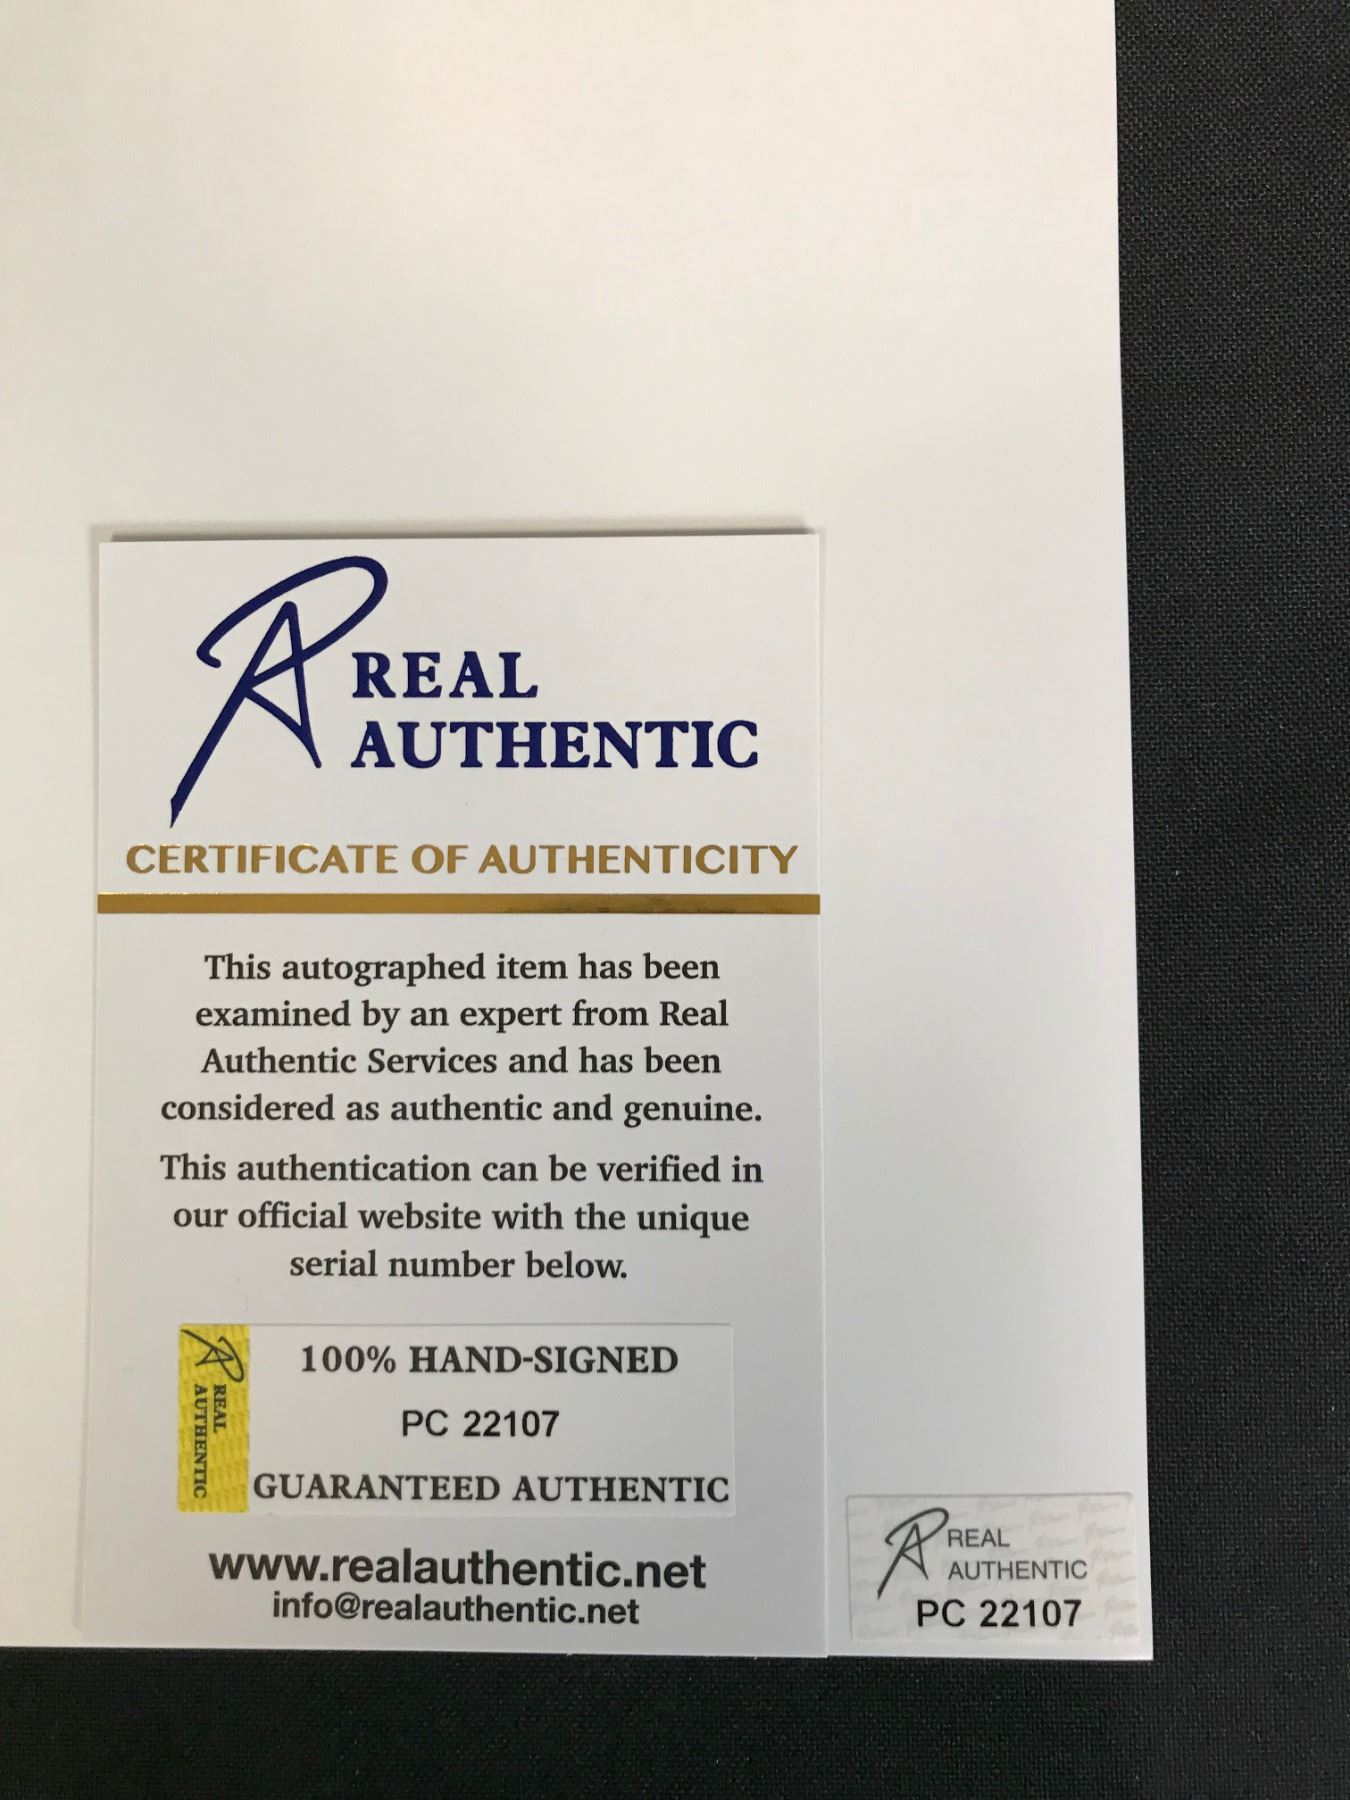 REAL
AUTHENTIC
CERTIFICATE OF AUTHENTICITY
This autographed item has been
examined by an expert from Real
Authentic Services and has been
considered as authentic and genuine.
This authentication can be verified in
our official website with the unique
serial number below.
REAL
AUTHENTIC
100% HAND-SIGNED
PC 22107
GUARANTEED AUTHENTIC
www.realauthentic.net
info@realauthentic.net
REAL
AUTHENTIC
PC 22107